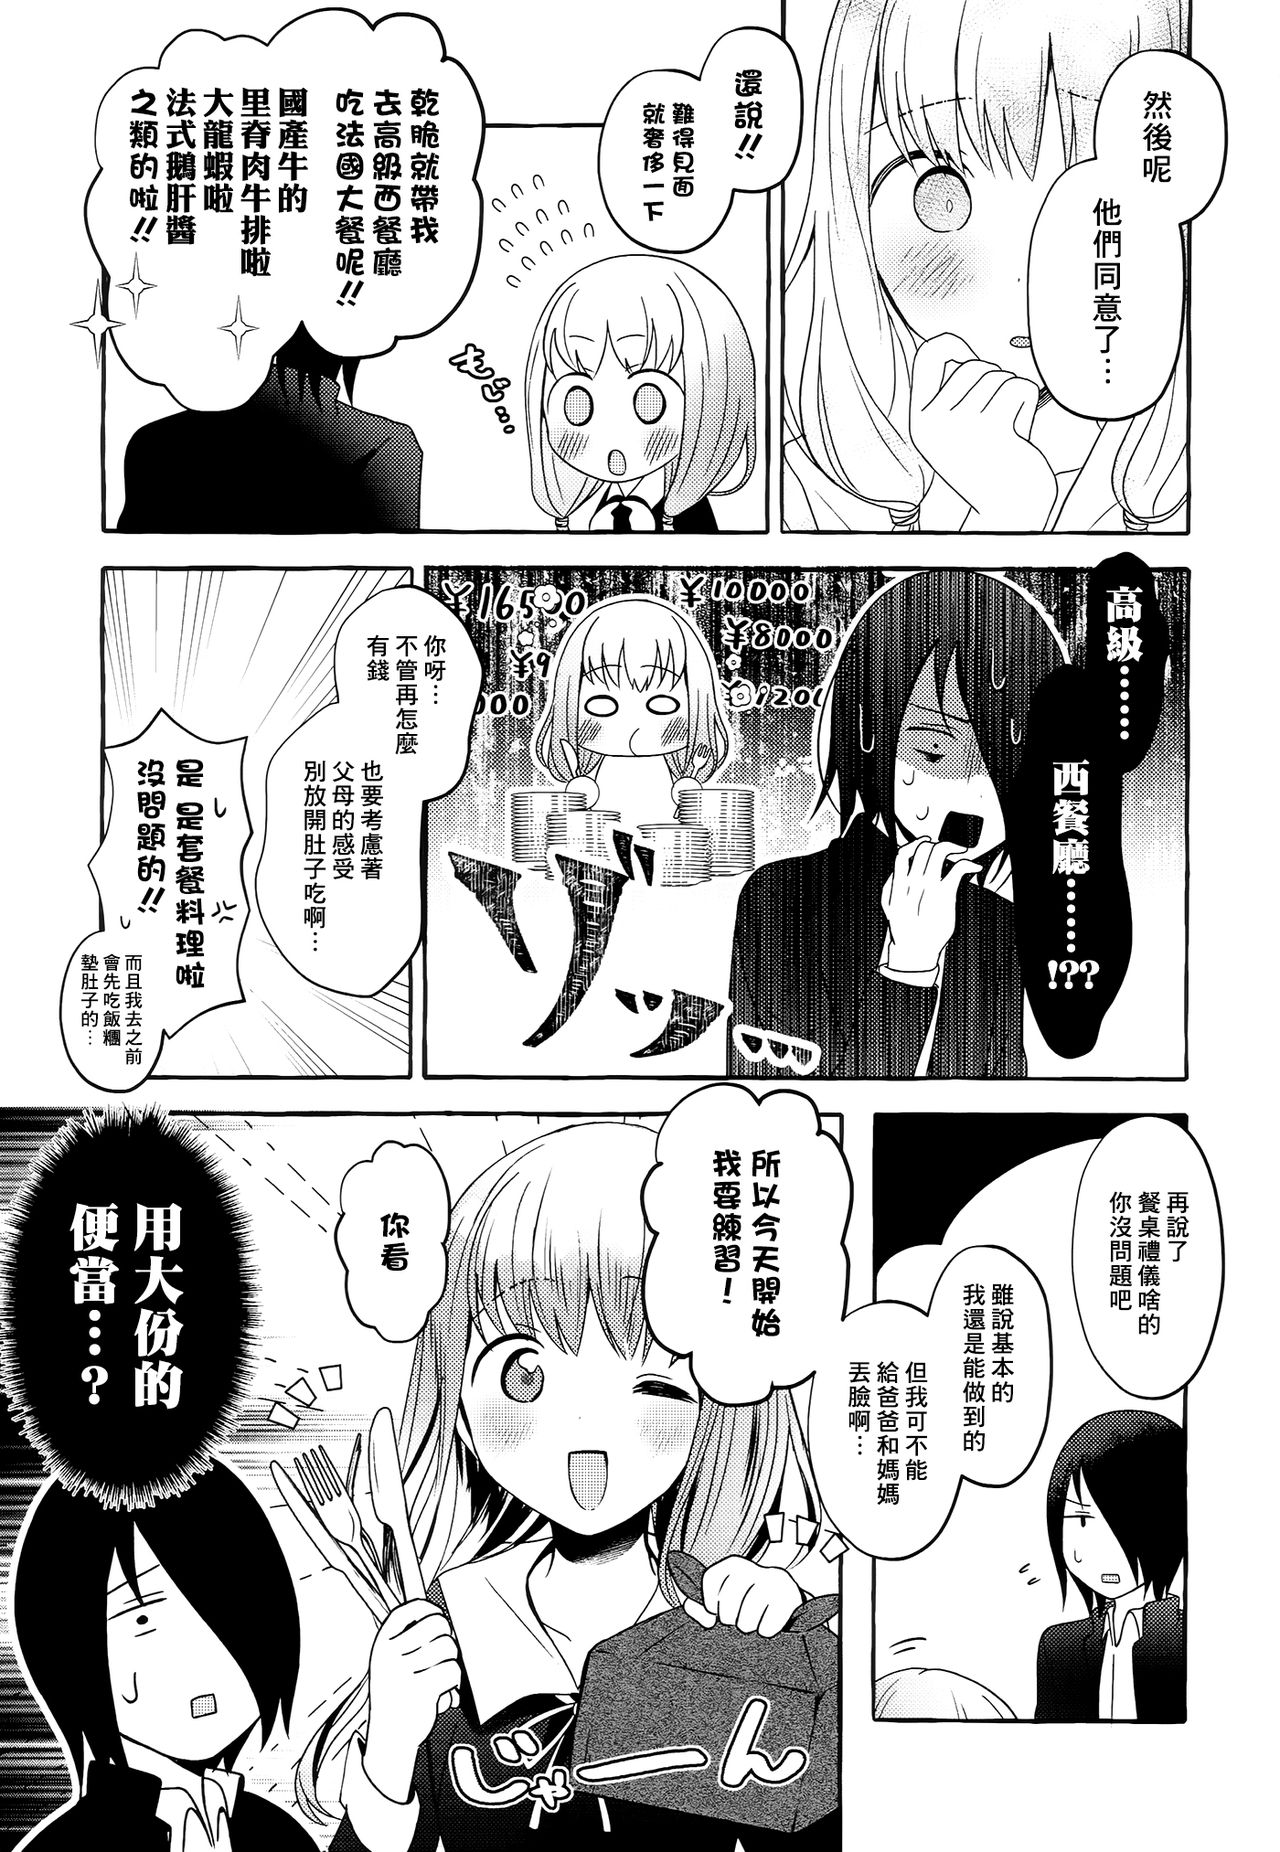 然後呢
他們同意了…
還說!!
難得見面
就奢侈一下
乾脆就帶我
去高級西餐廳
吃法國大餐呢!!
國產牛的
里脊肉牛排啦
大龍蝦啦
法式鵝肝醬
之類的啦!!
もじ…
高級……
西餐廳……
!??
¥16500
¥10000
¥8000
¥9
000
¥1200
ゾゾッ
你呀…
不管再怎麼
有錢
也要考慮著
父母的感受
別放開肚子吃啊…
是 是套餐料理啦
沒問題的!!
而且我去之前
會先吃飯糰
墊肚子的…
再說了
餐桌禮儀啥的
你沒問題吧
雖說基本的
我還是能做到的
但我可不能
給爸爸和媽媽
丟臉啊…
所以今天開始
我要練習!
你看
じゃーん
用大份的
便當…?